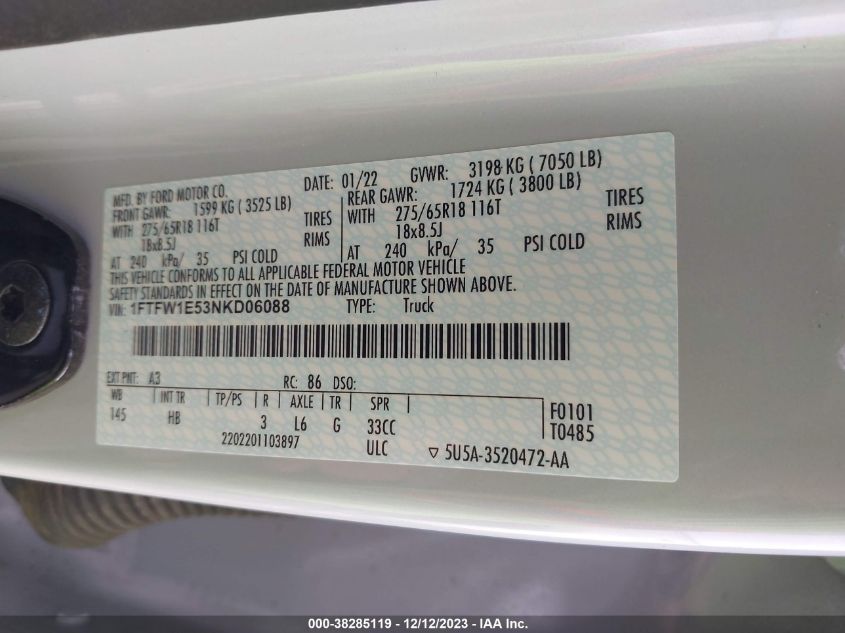 MFD. BY FORD MOTOR CO.
DATE: 01/22 GVWR: 3198 KG ( 7050 LB)
FRONT GAWR: 1599 KG ( 3525 LB)
WITH 275/65R18 116T TIRES
18x8.5J RIMS
AT 240 kPa/ 35 PSI COLD
REAR GAWR: 1724 KG ( 3800 LB)
WITH 275/65R18 116T TIRES
18x8.5J RIMS
AT 240 kPa/ 35 PSI COLD
THIS VEHICLE CONFORMS TO ALL APPLICABLE FEDERAL MOTOR VEHICLE
SAFETY STANDARDS IN EFFECT ON THE DATE OF MANUFACTURE SHOWN ABOVE.
VIN: 1FTFW1E53NKD06088 TYPE: Truck
EXT PNT: A3 RC: 86 DSO:
WB INT TR TP/PS R AXLE TR SPR
145 HB 3 L6 G 33CC
F0101
T0485
2202201103897 ULC
▽ 5U5A-3520472-AA
000-38285119 - 12/12/2023 - IAA Inc.